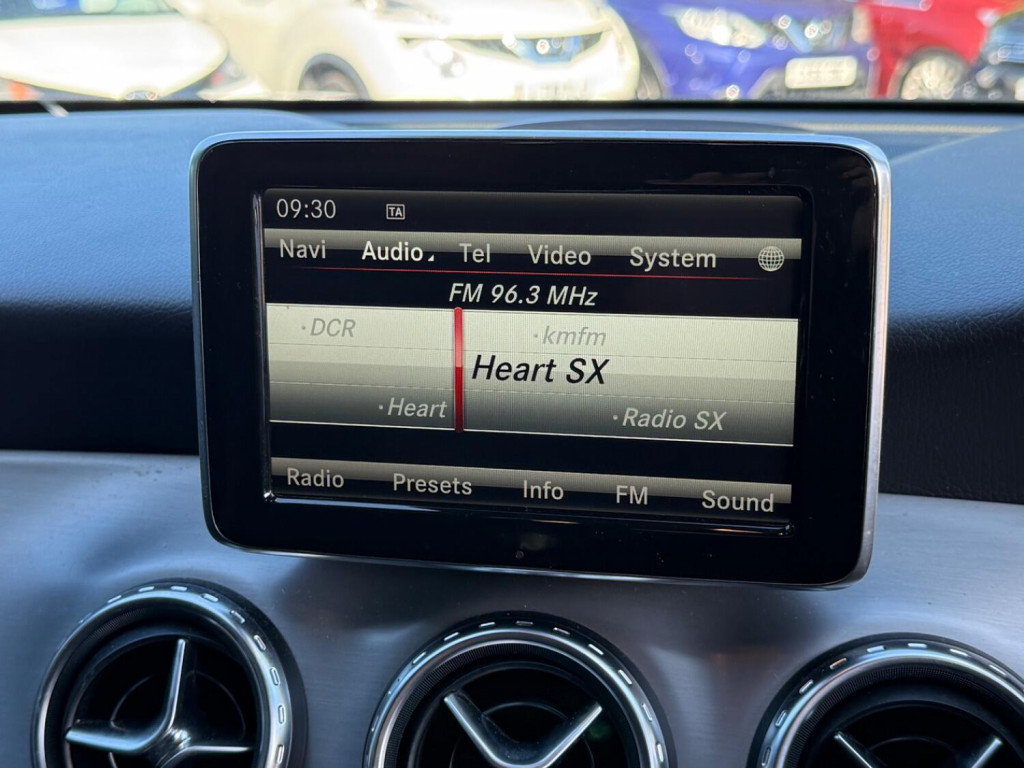 09:30 TA
Navi Audio Tel Video System
FM 96.3 MHz
·DCR ·kmfm
Heart SX
·Heart ·Radio SX
Radio Presets Info FM Sound